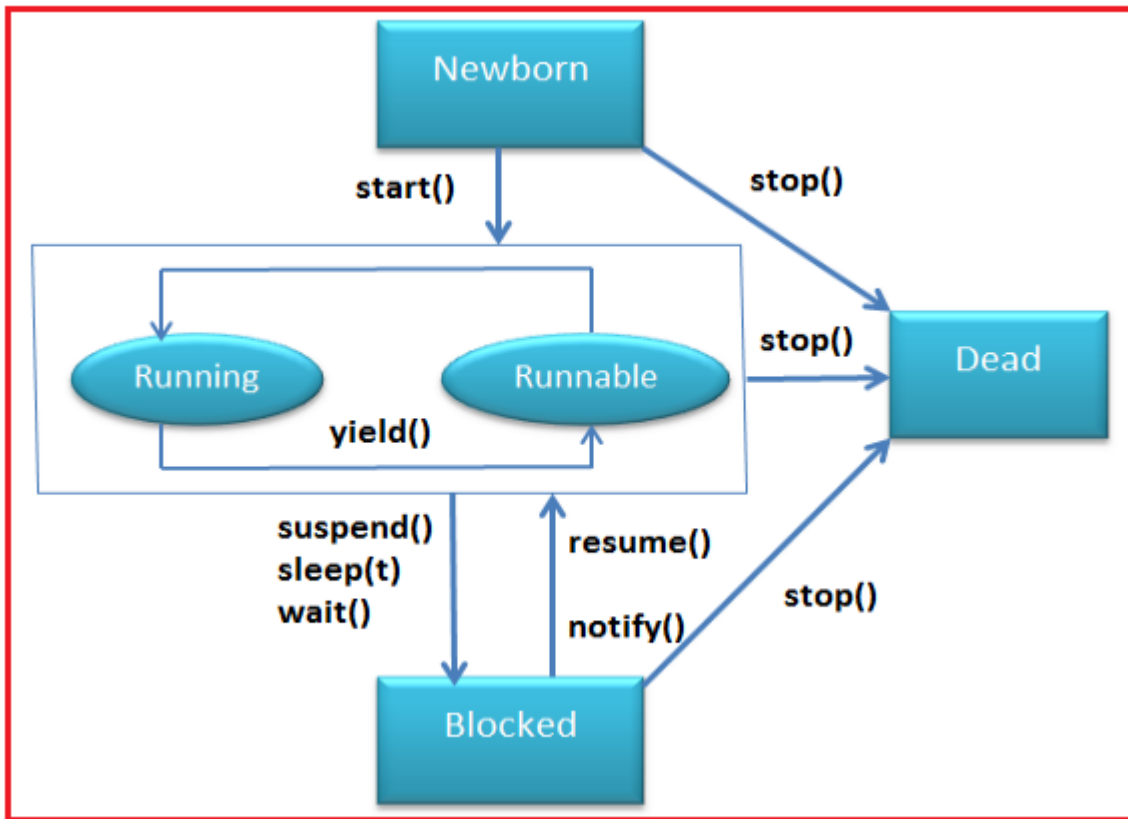 Newborn
start()
stop()
Running
Runnable
stop()
Dead
yield()
suspend()
sleep(t)
wait()
resume()
notify()
stop()
Blocked